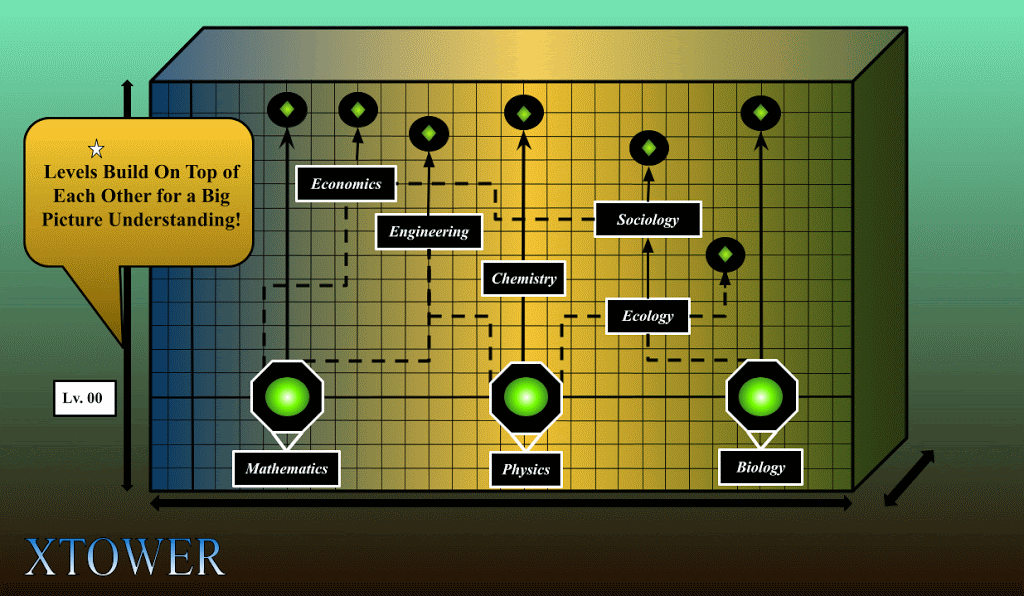 Levels Build On Top of
Each Other for a Big
Picture Understanding!
Economics
Sociology
Engineering
Chemistry
Ecology
Lv. 00
Mathematics
Physics
Biology
XTOWER